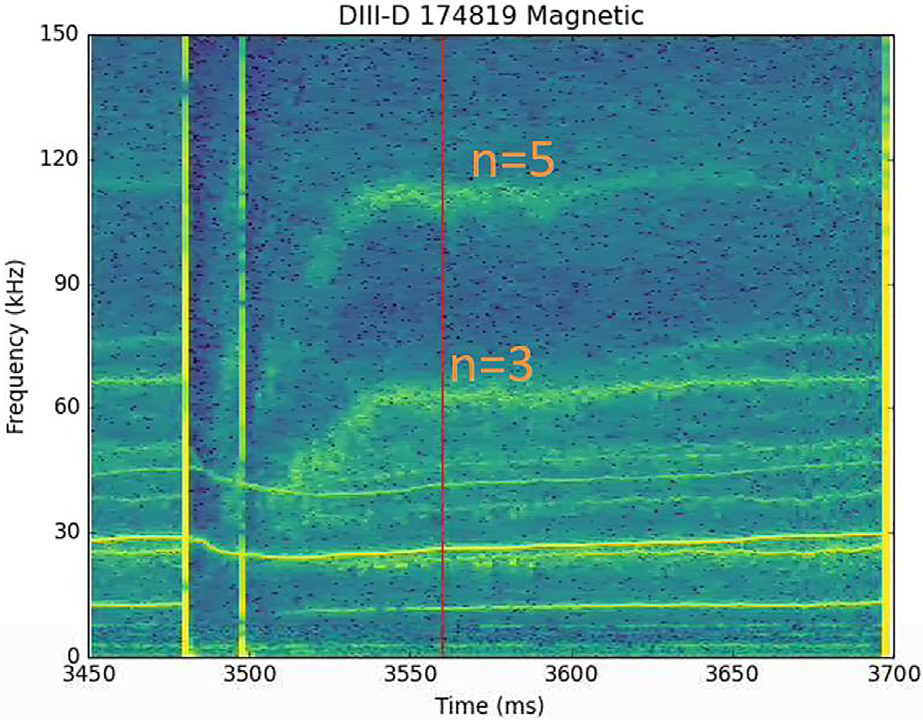 DIII-D 174819 Magnetic
150
120
90
60
30
0
Frequency (kHz)
n=5
n=3
3450 3500 3550 3600 3650 3700
Time (ms)